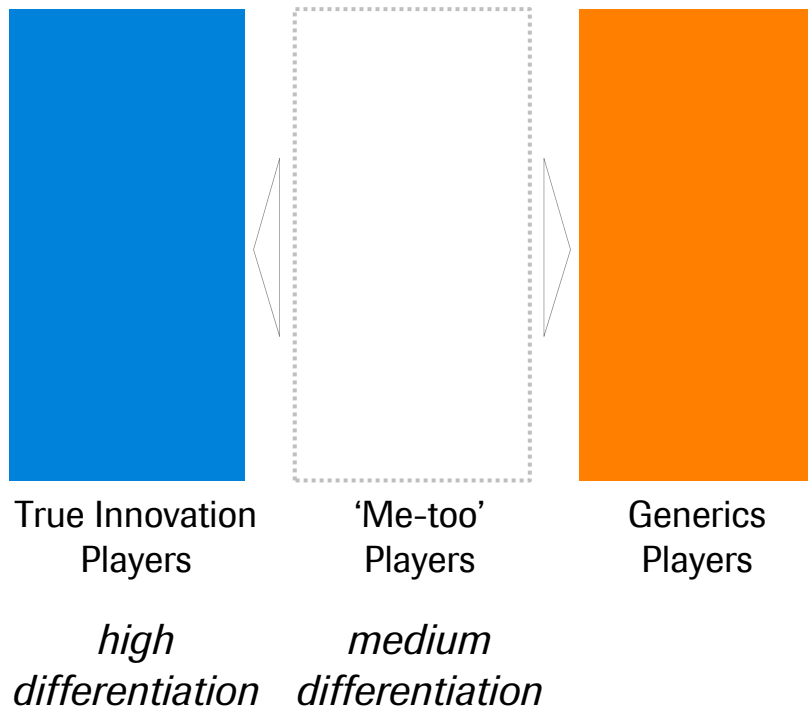 True Innovation
Players
‘Me-too’
Players
Generics
Players
high
differentiation
medium
differentiation